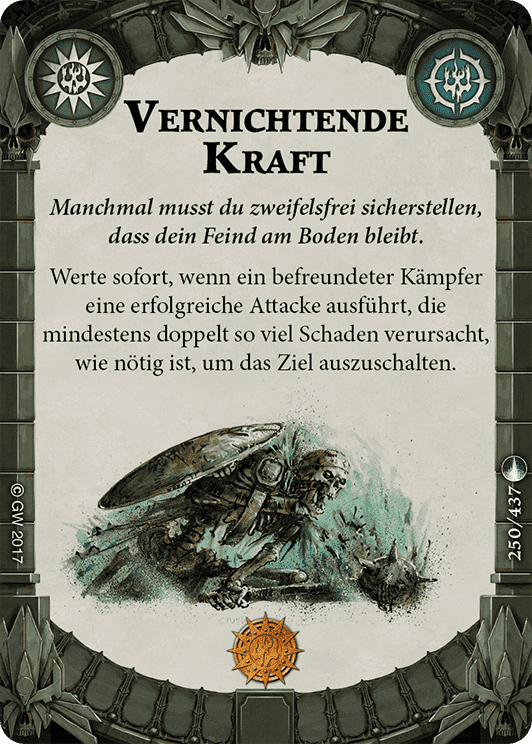 Vernichtende
Kraft
Manchmal musst du zweifelsfrei sicherstellen,
dass dein Feind am Boden bleibt.
Werte sofort, wenn ein befreundeter Kämpfer
eine erfolgreiche Attacke ausführt, die
mindestens doppelt so viel Schaden verursacht,
wie nötig ist, um das Ziel auszuschalten.
© GW 2017
250/437